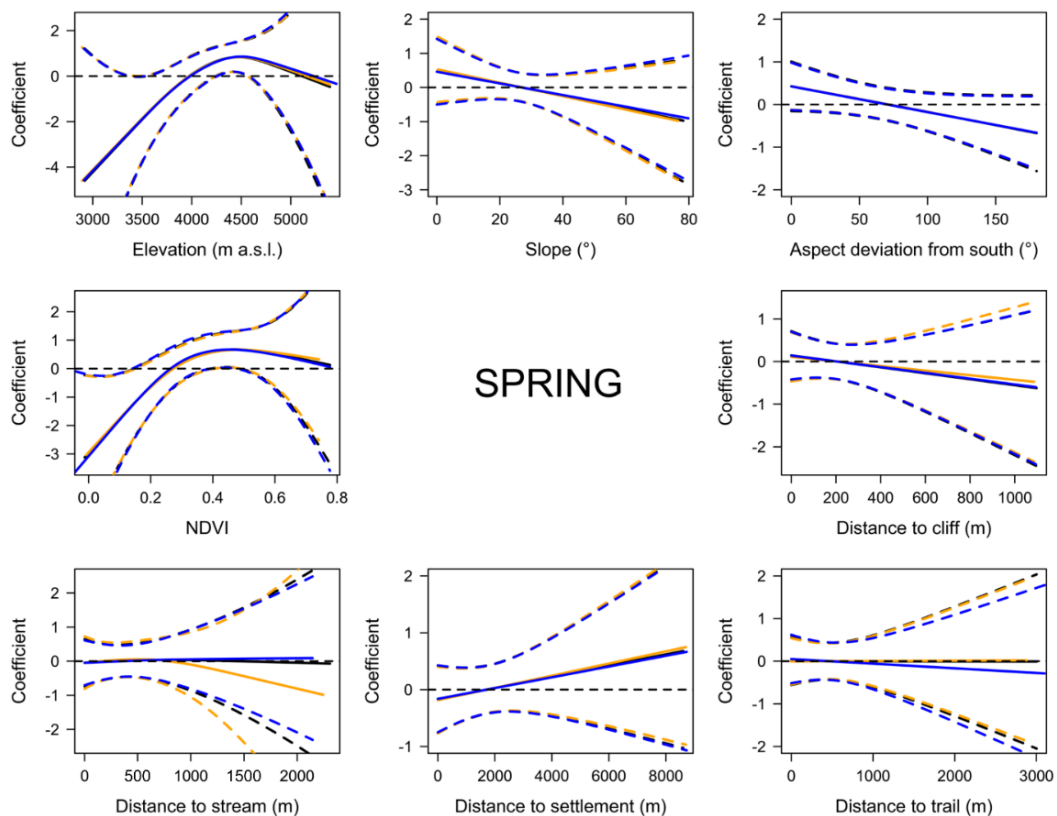 2
0
-2
-4
Coefficient
3000 3500 4000 4500 5000
Elevation (m a.s.l.)
2
1
0
-1
-2
-3
Coefficient
0 20 40 60 80
Slope (°)
2
1
0
-1
-2
Coefficient
0 50 100 150
Aspect deviation from south (°)
2
1
0
-1
-2
-3
Coefficient
0.0 0.2 0.4 0.6 0.8
NDVI
SPRING
1
0
-1
-2
Coefficient
0 200 400 600 800 1000
Distance to cliff (m)
2
1
0
-1
-2
Coefficient
0 500 1000 1500 2000
Distance to stream (m)
2
1
0
-1
Coefficient
0 2000 4000 6000 8000
Distance to settlement (m)
2
1
0
-1
-2
Coefficient
0 1000 2000 3000
Distance to trail (m)